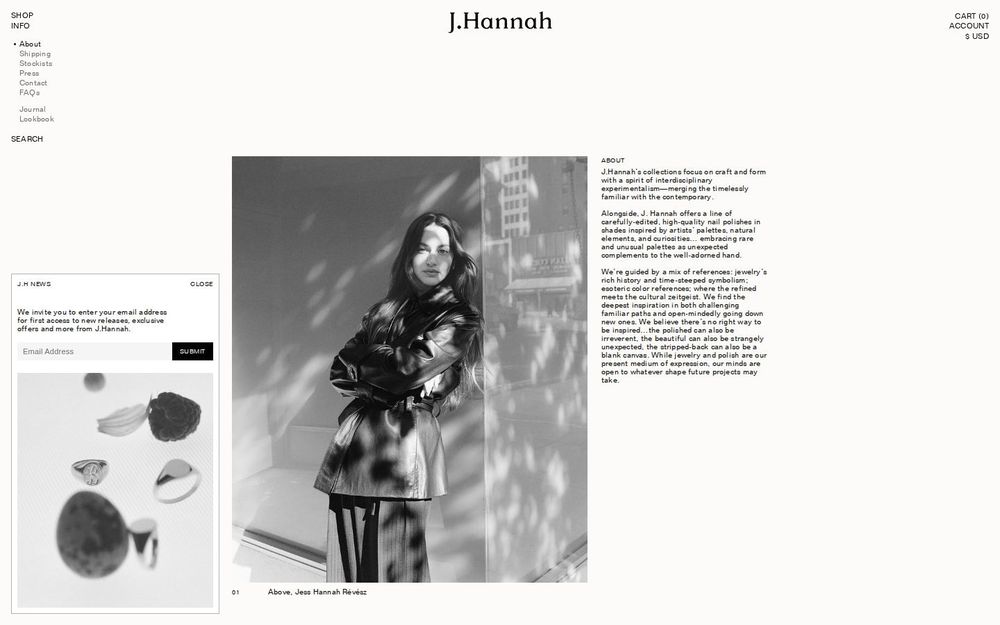 SHOP
INFO
• About
Shipping
Stockists
Press
Contact
FAQs
Journal
Lookbook
SEARCH
J.Hannah
CART (0)
ACCOUNT
$ USD
J.H NEWS
CLOSE
We invite you to enter your email address
for first access to new releases, exclusive
offers and more from J.Hannah.
Email Address
SUBMIT
01
Above, Jess Hannah Révész
ABOUT
J.Hannah's collections focus on craft and form
with a spirit of interdisciplinary
experimentalism—merging the timelessly
familiar with the contemporary.
Alongside, J. Hannah offers a line of
carefully-edited, high-quality nail polishes in
shades inspired by artists' palettes, natural
elements, and curiosities... embracing rare
and unusual palettes as unexpected
complements to the well-adorned hand.
We're guided by a mix of references: jewelry's
rich history and time-steeped symbolism;
esoteric color references; where the refined
meets the cultural zeitgeist. We find the
deepest inspiration in both challenging
familiar paths and open-mindedly going down
new ones. We believe there's no right way to
be inspired...the polished can also be
irreverent, the beautiful can also be strangely
unexpected, the stripped-back can also be a
blank canvas. While jewelry and polish are our
present medium of expression, our minds are
open to whatever shape future projects may
take.